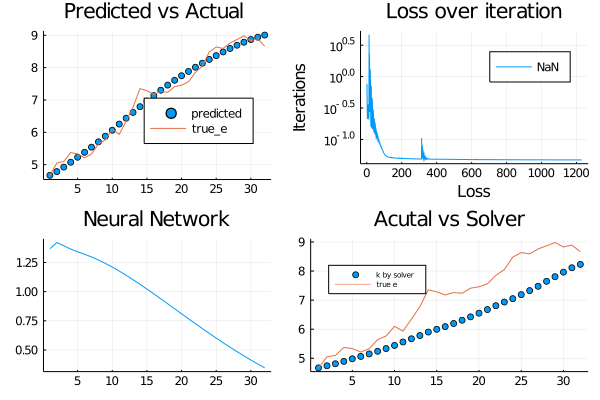 Predicted vs Actual
9
8
7
6
5
predicted
true_e
5 10 15 20 25 30
Loss over iteration
Iterations
10^0.5
10^0.0
10^-0.5
10^-1.0
NaN
0 200 400 600 800 1000 1200
Loss
Neural Network
1.25
1.00
0.75
0.50
5 10 15 20 25 30
Acutal vs Solver
9
8
7
6
5
k by solver
true e
5 10 15 20 25 30